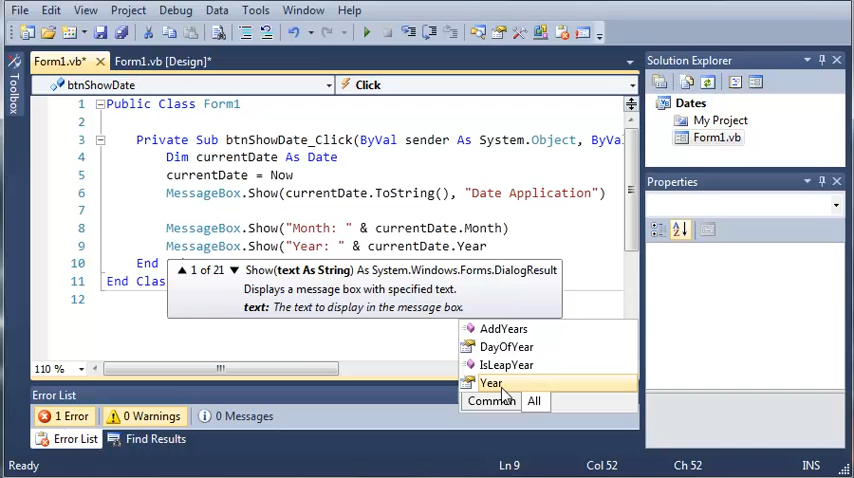 File Edit View Project Debug Data Tools Window Help
Form1.vb* Form1.vb [Design]*
Toolbox
btnShowDate Click
1 Public Class Form1
2
3 Private Sub btnShowDate_Click(ByVal sender As System.Object, ByVal
4 Dim currentDate As Date
5 currentDate = Now
6 MessageBox.Show(currentDate.ToString(), "Date Application")
7
8 MessageBox.Show("Month: " & currentDate.Month)
9 MessageBox.Show("Year: " & currentDate.Year
10 End
11 End Clas
12
1 of 21 Show(text As String) As System.Windows.Forms.DialogResult
Displays a message box with specified text.
text: The text to display in the message box.
AddYears
DayOfYear
IsLeapYear
Year
Common All
110 %
Solution Explorer
Dates
My Project
Form1.vb
Properties
Error List
1 Error 0 Warnings 0 Messages
Error List Find Results
Ready Ln 9 Col 52 Ch 52 INS